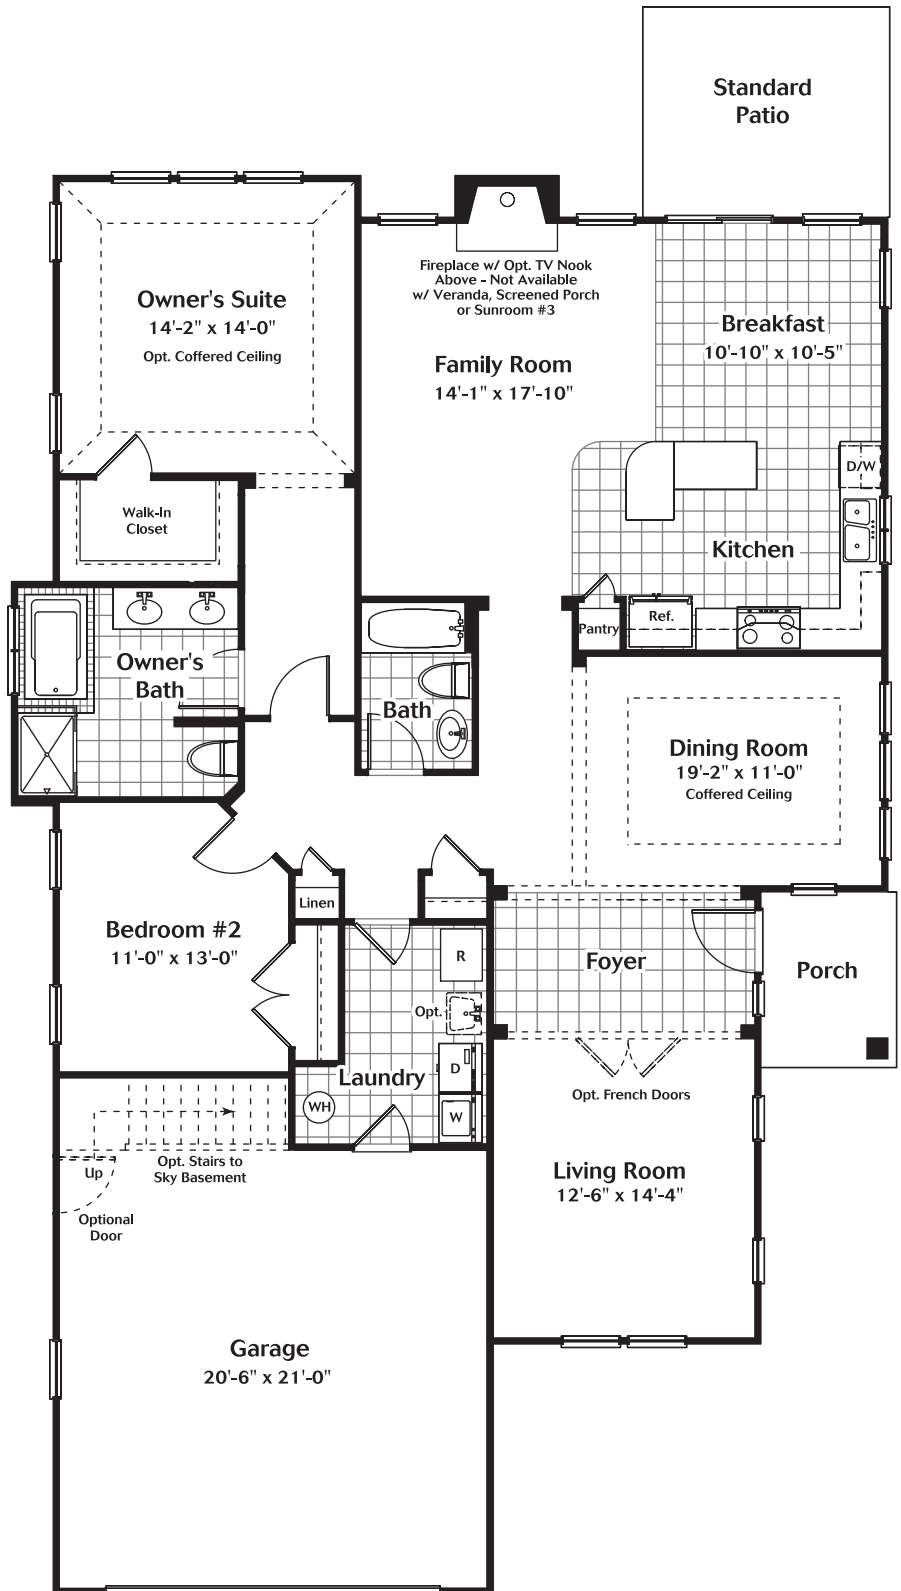 Standard
Patio
Owner's Suite
14'-2" x 14'-0"
Opt. Coffered Ceiling
Fireplace w/ Opt. TV Nook
Above - Not Available
w/ Veranda, Screened Porch
or Sunroom #3
Family Room
14'-1" x 17'-10"
Breakfast
10'-10" x 10'-5"
D/W
Walk-In
Closet
Kitchen
Pantry
Ref.
Owner's
Bath
Bath
Dining Room
19'-2" x 11'-0"
Coffered Ceiling
Linen
Bedroom #2
11'-0" x 13'-0"
R
Opt.
D
Laundry
WH
W
Foyer
Porch
Opt. French Doors
Up
Opt. Stairs to
Sky Basement
Optional
Door
Living Room
12'-6" x 14'-4"
Garage
20'-6" x 21'-0"